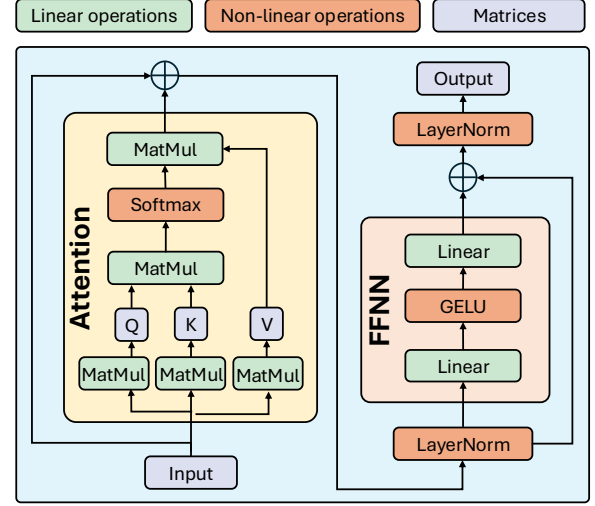 Linear operations
Non-linear operations
Matrices
Attention
MatMul
Softmax
MatMul
Q
K
V
MatMul
MatMul
MatMul
Input
Output
LayerNorm
FFNN
Linear
GELU
Linear
LayerNorm